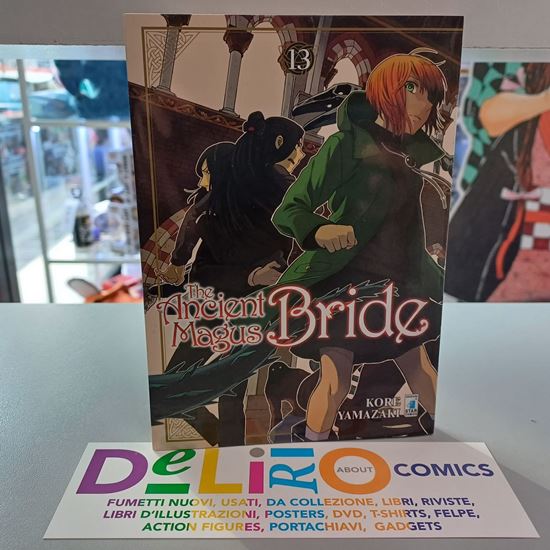 13
The
Ancient
Magus
Bride
KORE
YAMAZAKI
STAR
DeLiRIO
ABOUT
COMICS
FUMETTI NUOVI, USATI, DA COLLEZIONE, LIBRI, RIVISTE,
LIBRI D'ILLUSTRAZIONI, POSTERS, DVD, T-SHIRTS, FELPE,
ACTION FIGURES, PORTACHIAVI, GADGETS